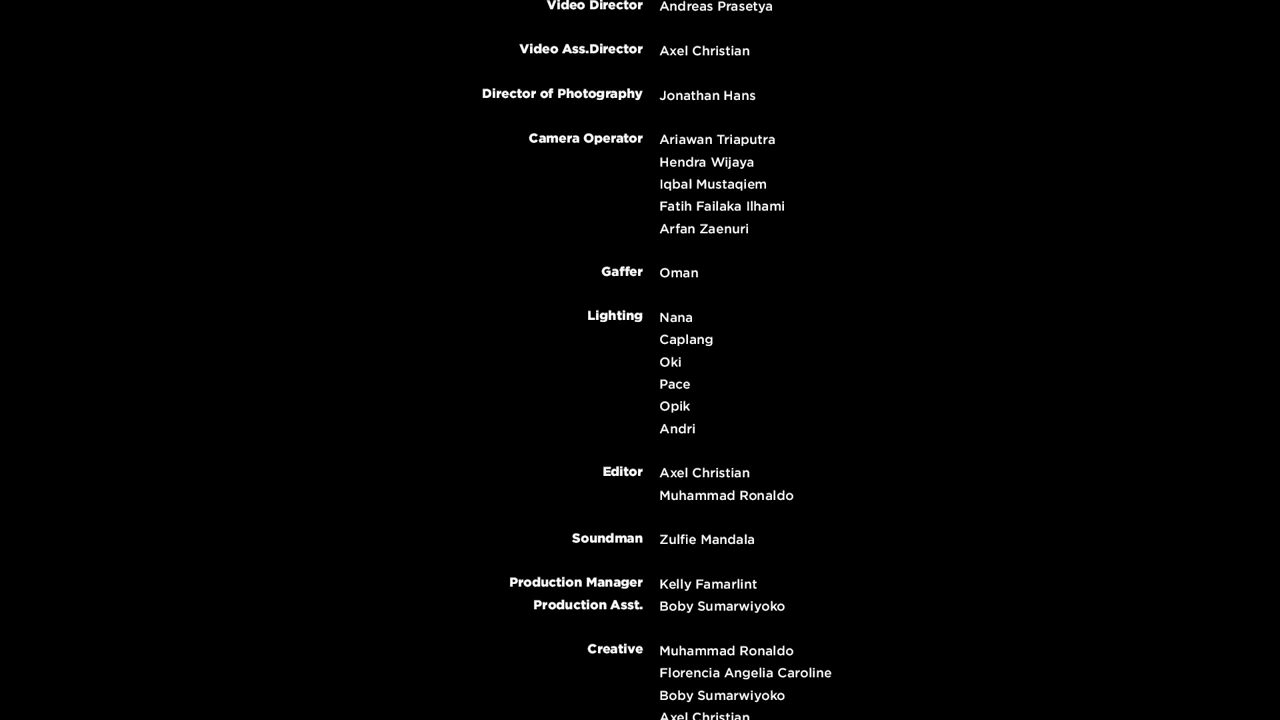 Video Director Andreas Prasetya
Video Ass.Director Axel Christian
Director of Photography Jonathan Hans
Camera Operator Ariawan Triaputra
Hendra Wijaya
Iqbal Mustaqiem
Fatih Failaka Ilhami
Arfan Zaenuri
Gaffer Oman
Lighting Nana
Caplang
Oki
Pace
Opik
Andri
Editor Axel Christian
Muhammad Ronaldo
Soundman Zulfie Mandala
Production Manager Kelly Famarlint
Production Asst. Boby Sumarwiyoko
Creative Muhammad Ronaldo
Florencia Angelia Caroline
Boby Sumarwiyoko
Axel Christian